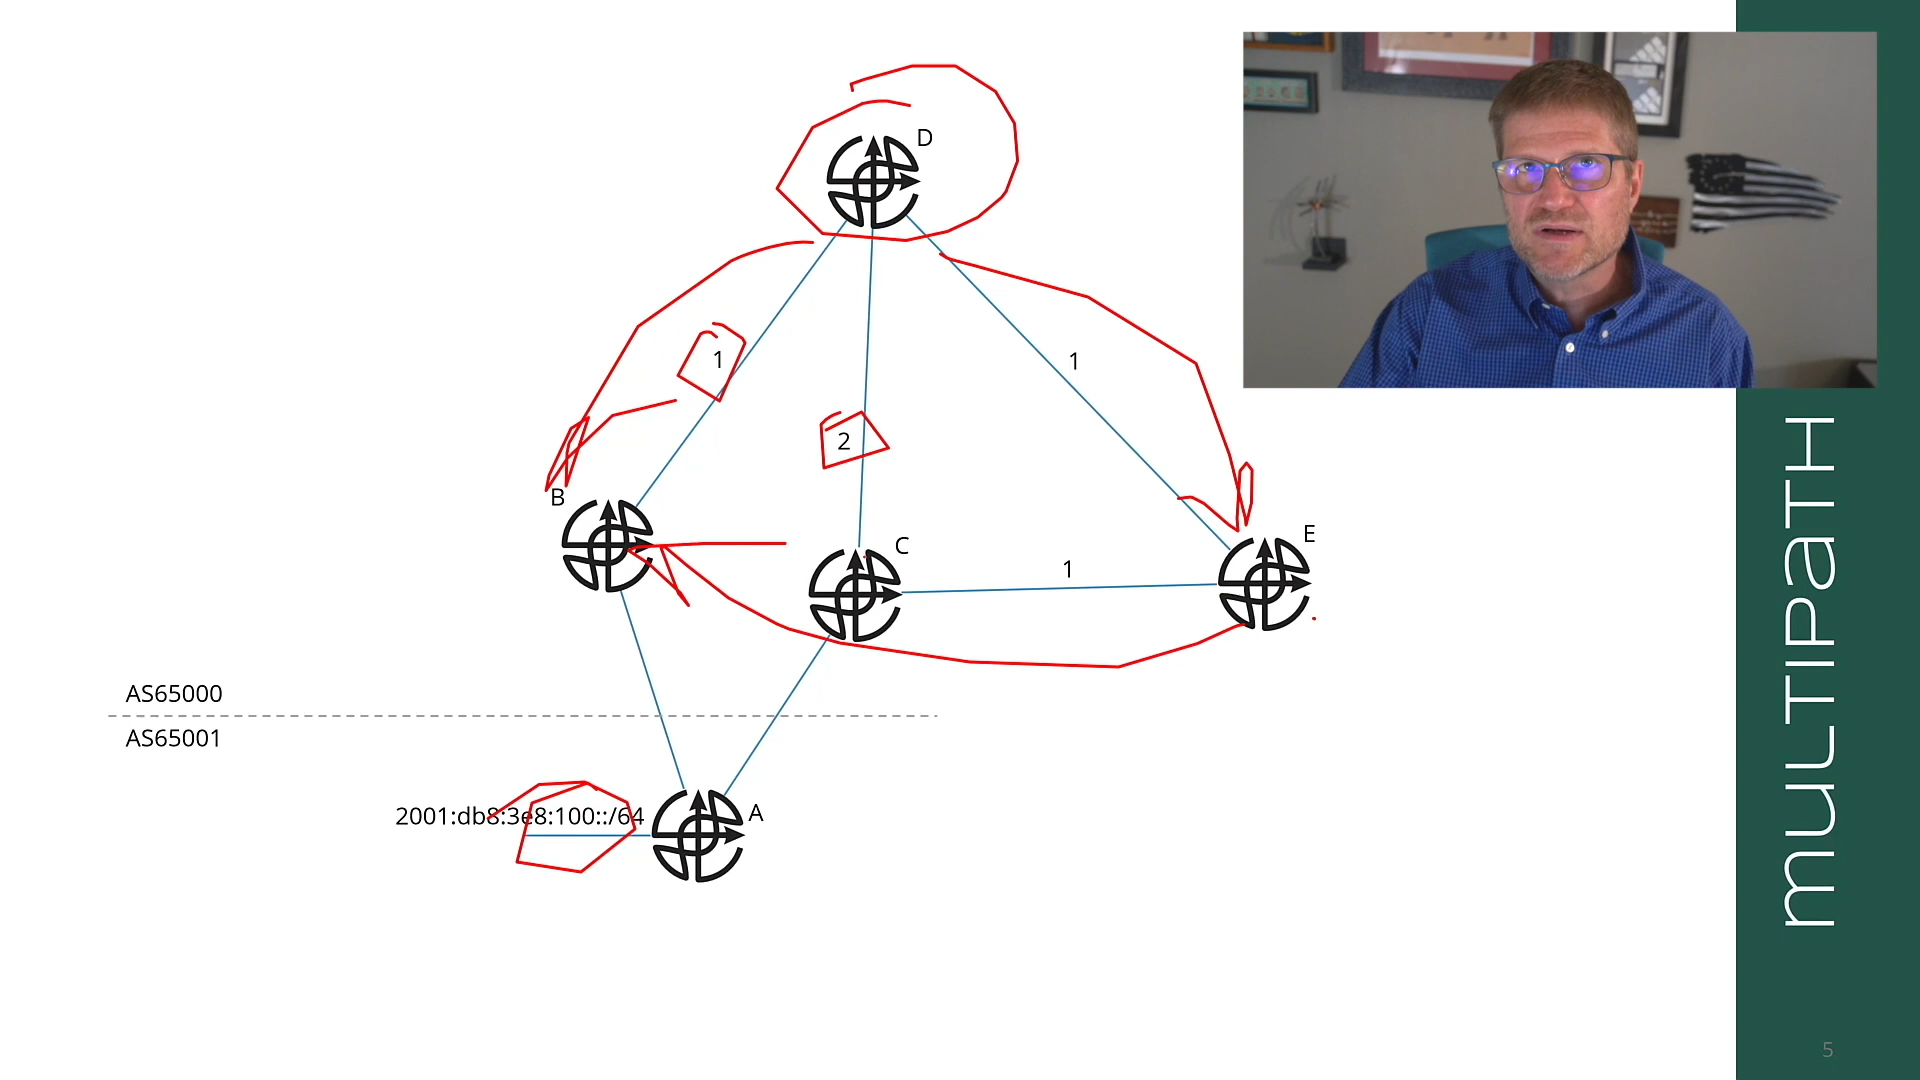 D
1
1
2
B
C
E
1
AS65000
AS65001
2001:db8:3e8:100::/64
A
MULTIPATH
5